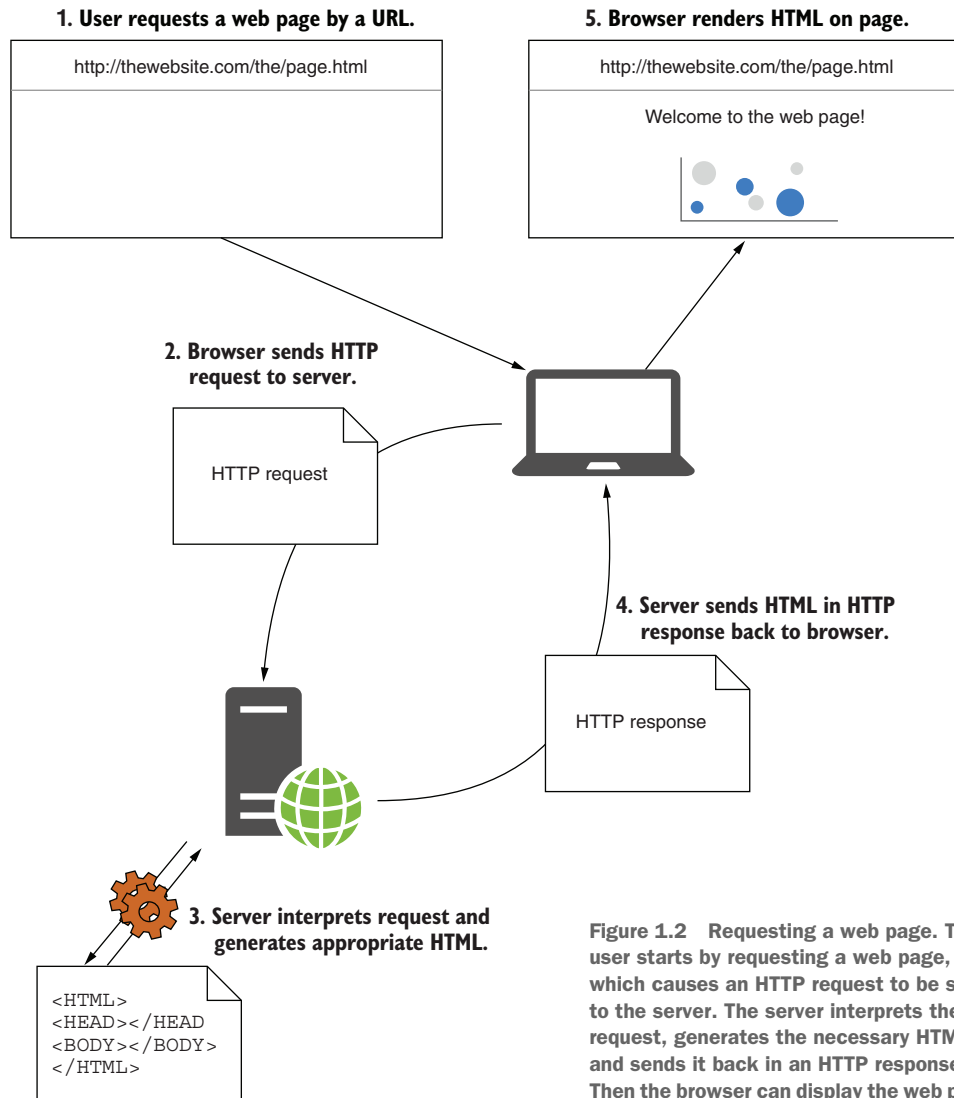 1. User requests a web page by a URL.
http://thewebsite.com/the/page.html
5. Browser renders HTML on page.
http://thewebsite.com/the/page.html
Welcome to the web page!
2. Browser sends HTTP
request to server.
HTTP request
4. Server sends HTML in HTTP
response back to browser.
HTTP response
3. Server interprets request and
generates appropriate HTML.
<HTML>
<HEAD></HEAD
<BODY></BODY>
</HTML>
Figure 1.2 Requesting a web page.
user starts by requesting a web page,
which causes an HTTP request to be
to the server. The server interprets the
request, generates the necessary
and sends it back in an HTTP response
Then the browser can display the web